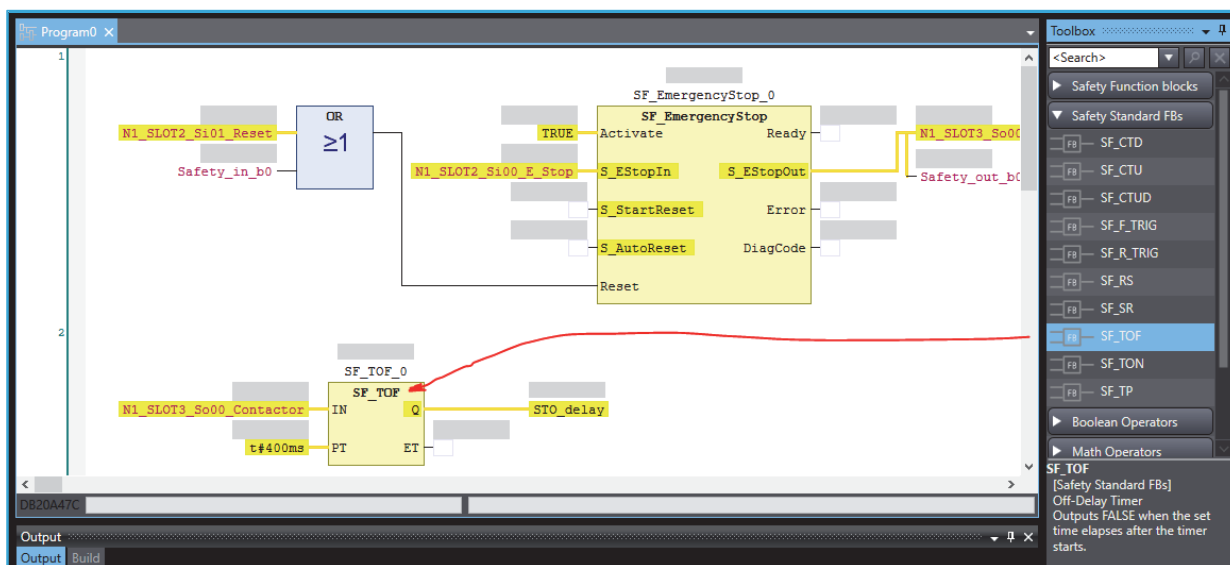 Program0
1
N1_SLOT2_Si01_Reset
Safety_in_b0
OR
≥1
SF_EmergencyStop_0
SF_EmergencyStop
TRUE
Activate
Ready
N1_SLOT3_So00
N1_SLOT2_Si00_E_Stop
S_EStopIn
S_EStopOut
Safety_out_b0
S_StartReset
Error
S_AutoReset
DiagCode
Reset
2
SF_TOF_0
SF_TOF
N1_SLOT3_So00_Contactor
IN
Q
STO_delay
t#400ms
PT
ET
DB20A47C
Output
Output
Build
Toolbox
<Search>
Safety Function blocks
Safety Standard FBs
FB SF_CTD
FB SF_CTU
FB SF_CTUD
FB SF_F_TRIG
FB SF_R_TRIG
FB SF_RS
FB SF_SR
FB SF_TOF
FB SF_TON
FB SF_TP
Boolean Operators
Math Operators
SF_TOF
[Safety Standard FBs]
Off-Delay Timer
Outputs FALSE when the set
time elapses after the timer
starts.